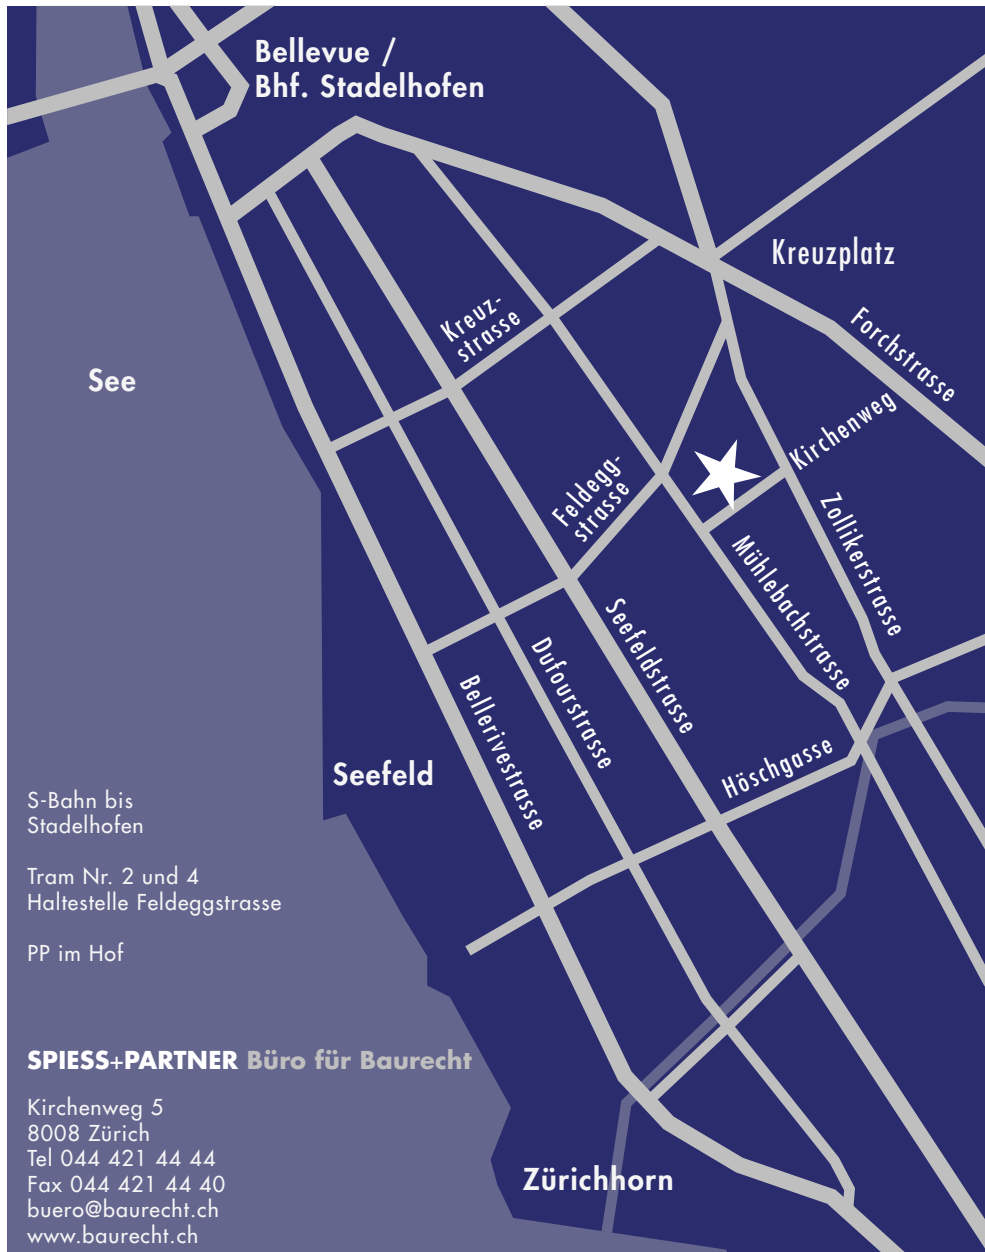 Bellevue /
Bhf. Stadelhofen
Kreuzplatz
Forchstrasse
Kreuz-
strasse
See
Kirchenweg
Feldegg-
strasse
Zollikerstrasse
Mühlebachstrasse
Seefeldstrasse
Dufourstrasse
Bellerivestrasse
Höschgasse
Seefeld
S-Bahn bis
Stadelhofen
Tram Nr. 2 und 4
Haltestelle Feldeggstrasse
PP im Hof
SPIESS+PARTNER Büro für Baurecht
Kirchenweg 5
8008 Zürich
Tel 044 421 44 44
Fax 044 421 44 40
buero@baurecht.ch
www.baurecht.ch
Zürichhorn